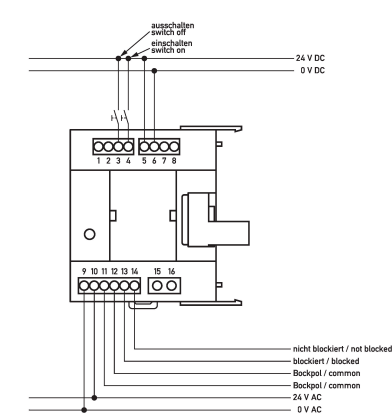 ausschalten
switch off
einschalten
switch on
24 V DC
0 V DC
1 2 3 4 5 6 7 8
9 10 11 12 13 14 15 16
nicht blockiert / not blocked
blockiert / blocked
Bockpol / common
Bockpol / common
24 V AC
0 V AC